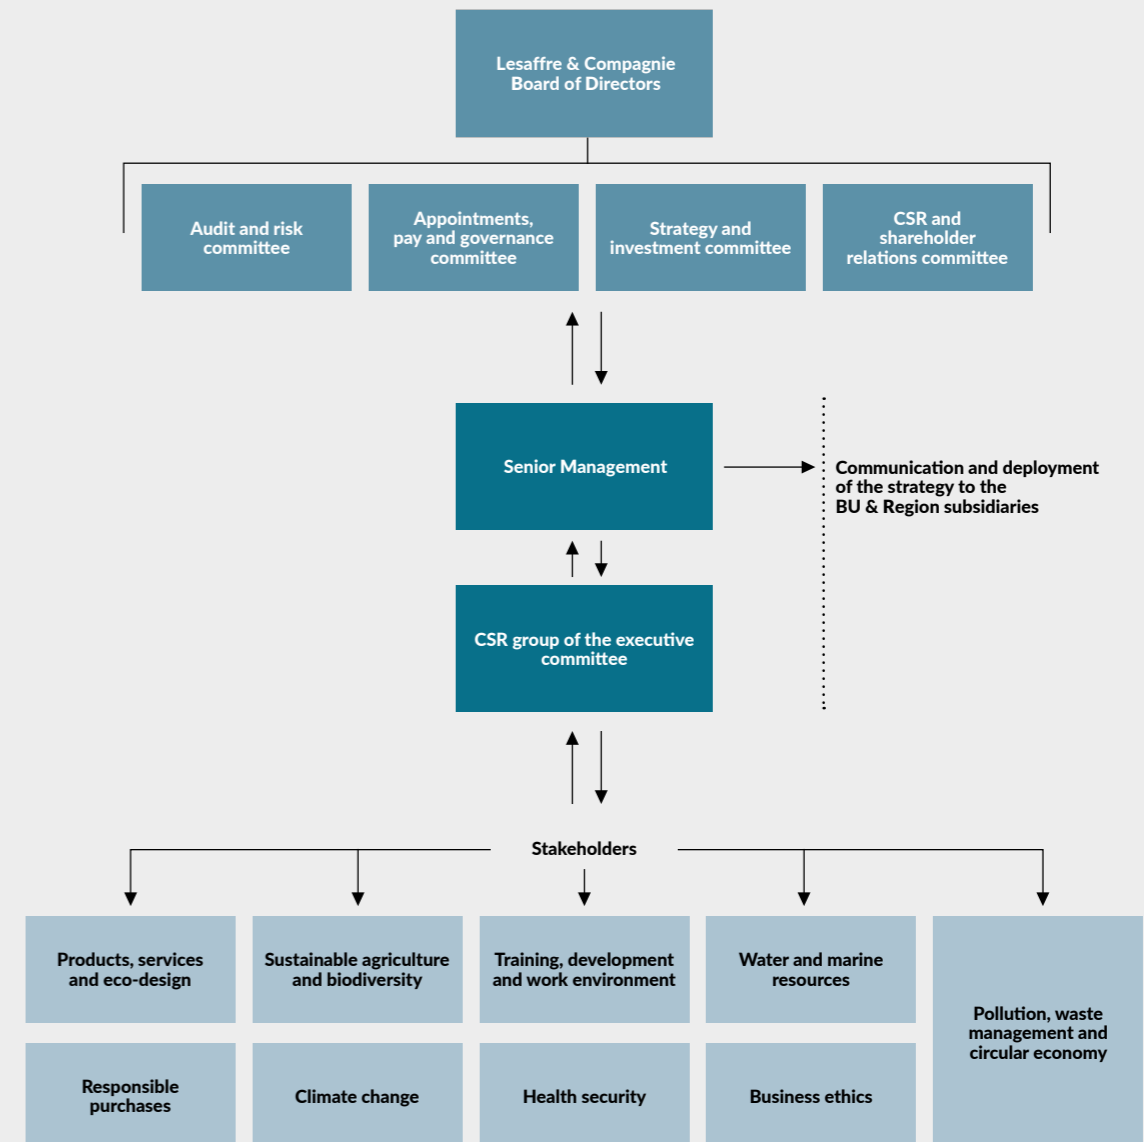 Lesaffre & Compagnie
Board of Directors
Audit and risk
committee
Appointments,
pay and governance
committee
Strategy and
investment committee
CSR and
shareholder
relations committee
Senior Management
Communication and deployment
of the strategy to the
BU & Region subsidiaries
CSR group of the executive
committee
Stakeholders
Products, services
and eco-design
Sustainable agriculture
and biodiversity
Training, development
and work environment
Water and marine
resources
Pollution, waste
management and
circular economy
Responsible
purchases
Climate change
Health security
Business ethics